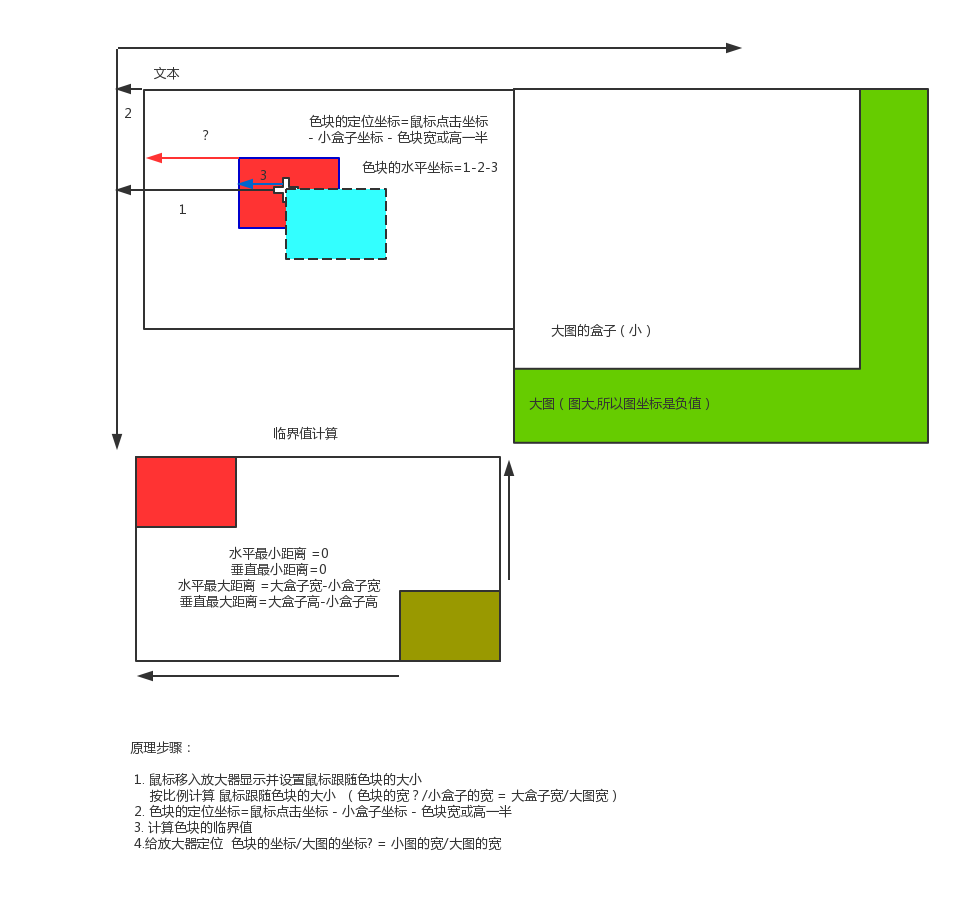 文本
2
色块的定位坐标=鼠标点击坐标
- 小盒子坐标 - 色块宽或高一半
?
色块的水平坐标=1-2-3
3
1
大图的盒子（小）
大图（图大,所以图坐标是负值）
临界值计算
水平最小距离 =0
垂直最小距离=0
水平最大距离 =大盒子宽-小盒子宽
垂直最大距离=大盒子高-小盒子高
原理步骤：
1. 鼠标移入放大器显示并设置鼠标跟随色块的大小
按比例计算 鼠标跟随色块的大小 （色块的宽？/小盒子的宽 = 大盒子宽/大图宽）
2. 色块的定位坐标=鼠标点击坐标 - 小盒子坐标 - 色块宽或高一半
3. 计算色块的临界值
4.给放大器定位 色块的坐标/大图的坐标? = 小图的宽/大图的宽